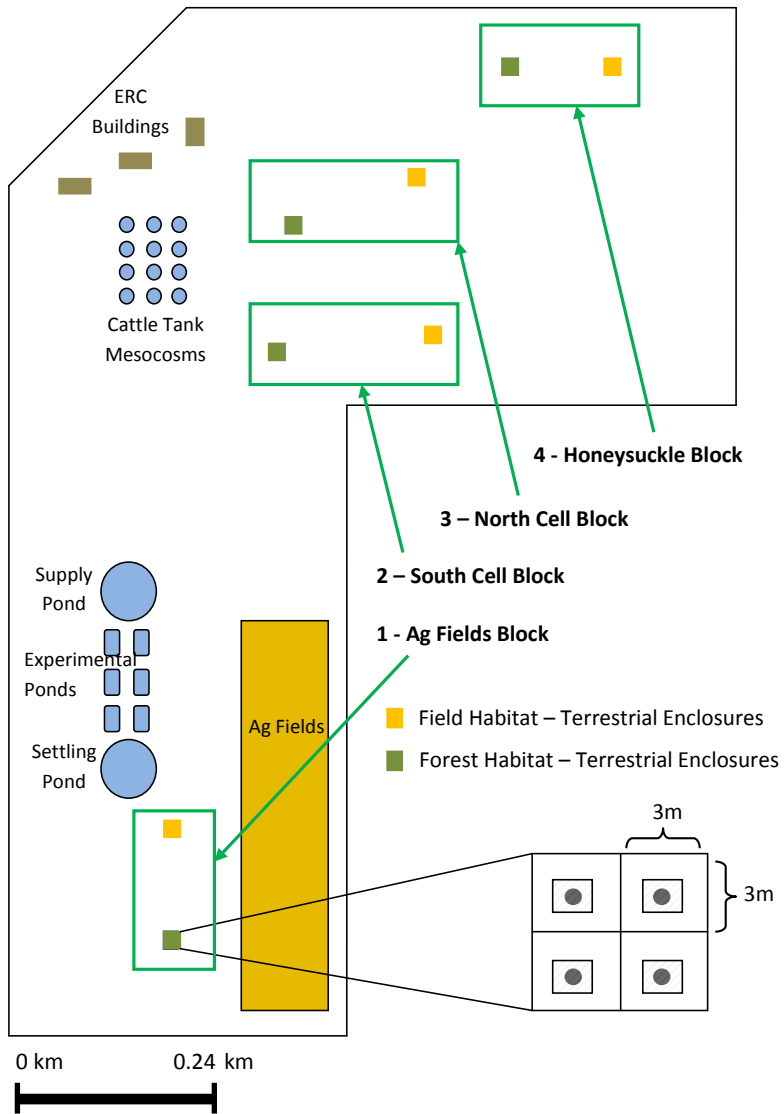 ERC
Buildings
Cattle Tank
Mesocosms
4 - Honeysuckle Block
3 – North Cell Block
2 – South Cell Block
1 - Ag Fields Block
Supply
Pond
Experimental
Ponds
Settling
Pond
Ag Fields
Field Habitat – Terrestrial Enclosures
Forest Habitat – Terrestrial Enclosures
3m
3m
0 km 0.24 km